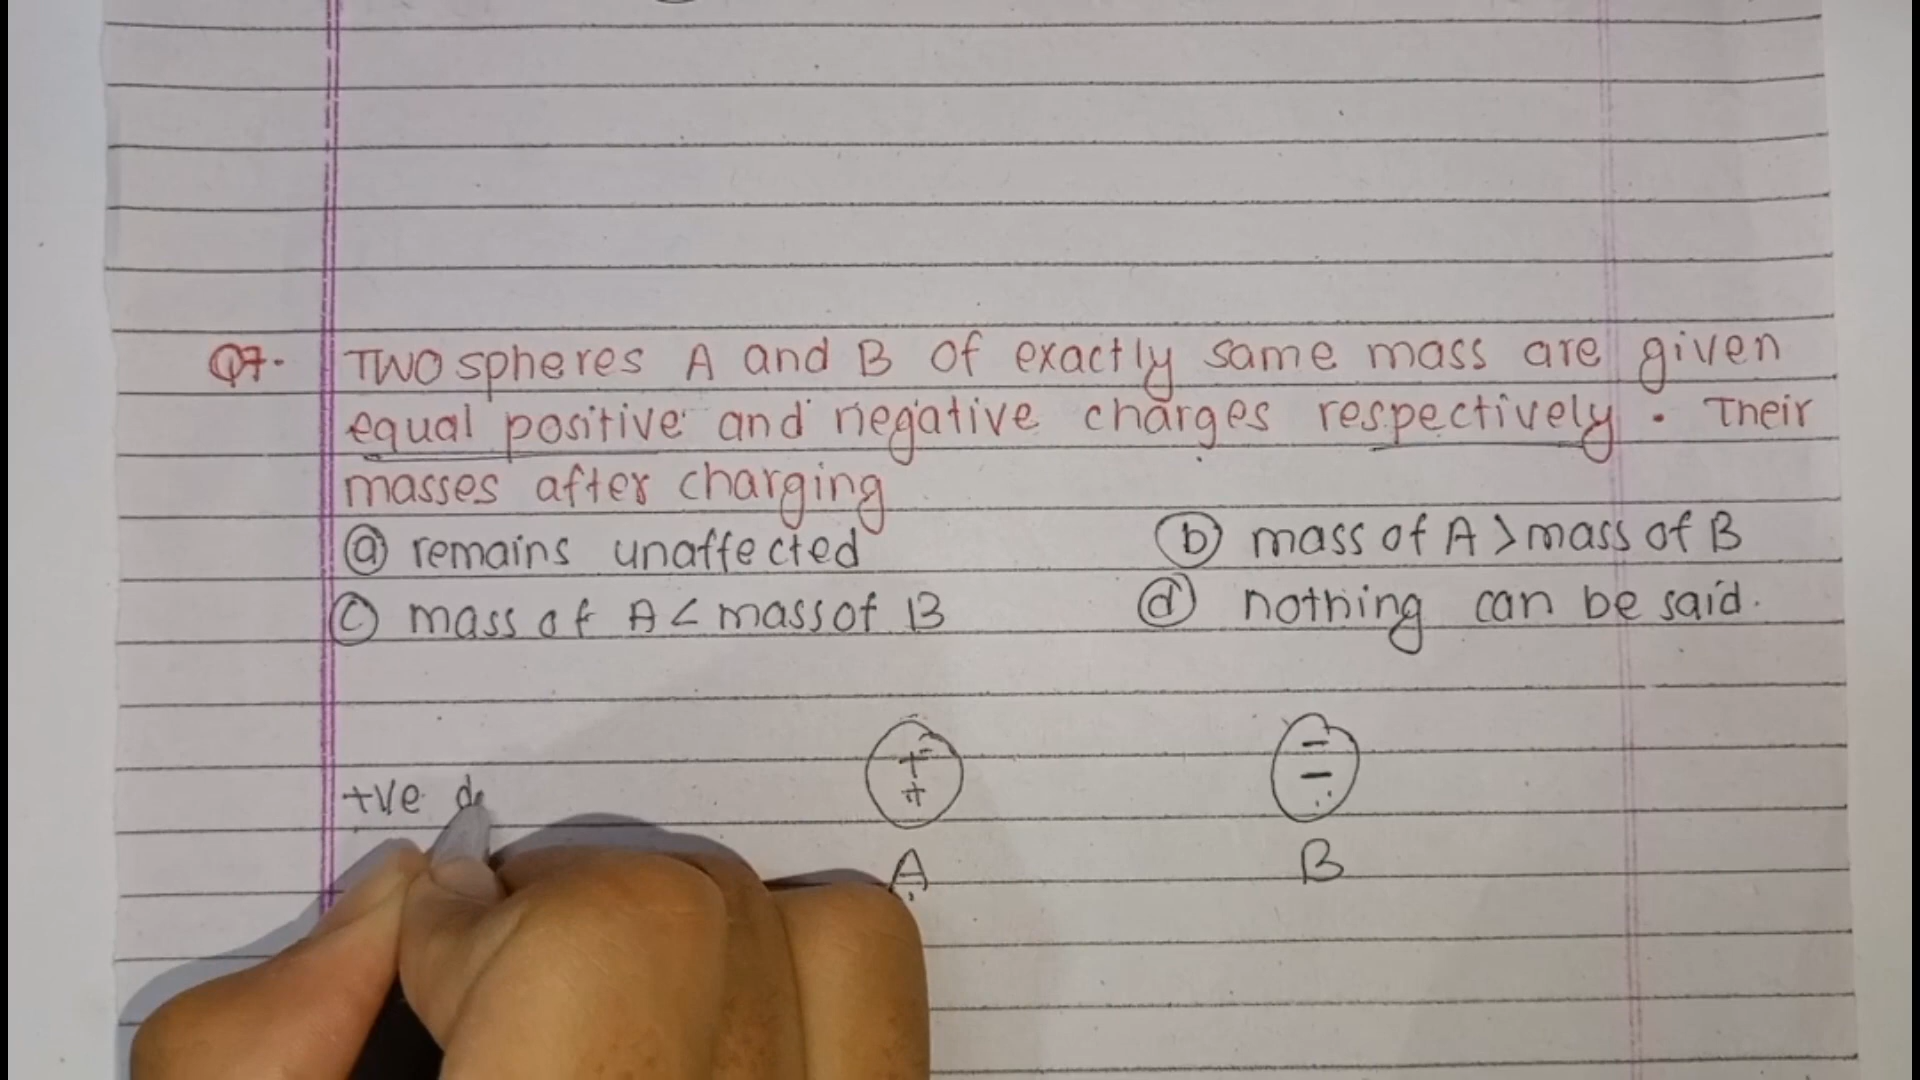 Q7. Two spheres A and B of exactly same mass are given
equal positive and negative charges respectively. Their
masses after charging
(a) remains unaffected
(b) mass of A > mass of B
(c) mass of A < mass of B
(d) nothing can be said.
+ +
- -
+ve
A
B